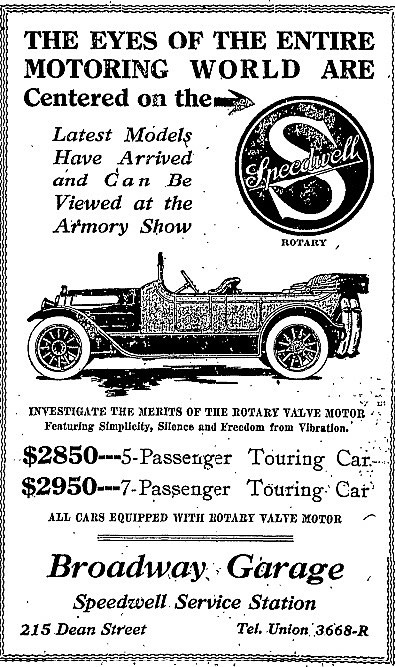 THE EYES OF THE ENTIRE
MOTORING WORLD ARE
Centered on the
Speedwell
S
ROTARY
Latest Models
Have Arrived
and Can Be
Viewed at the
Armory Show
INVESTIGATE THE MERITS OF THE ROTARY VALVE MOTOR
Featuring Simplicity, Silence and Freedom from Vibration.
$2850---5-Passenger Touring Car
$2950---7-Passenger Touring Car
ALL CARS EQUIPPED WITH ROTARY VALVE MOTOR
Broadway Garage
Speedwell Service Station
215 Dean Street Tel. Union 3668-R